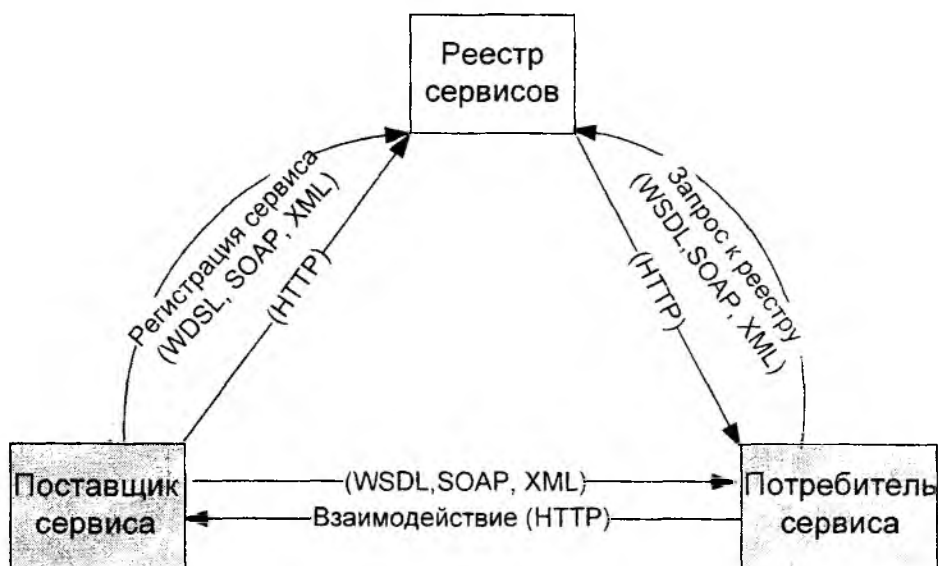 Реестр
сервисов
Регистрация сервиса
(WDSL, SOAP, XML)
(HTTP)
Запрос к реестру
(WSDL,SOAP, XML)
(HTTP)
Поставщик
сервиса
(WSDL,SOAP, XML)
Взаимодействие (HTTP)
Потребитель
сервиса